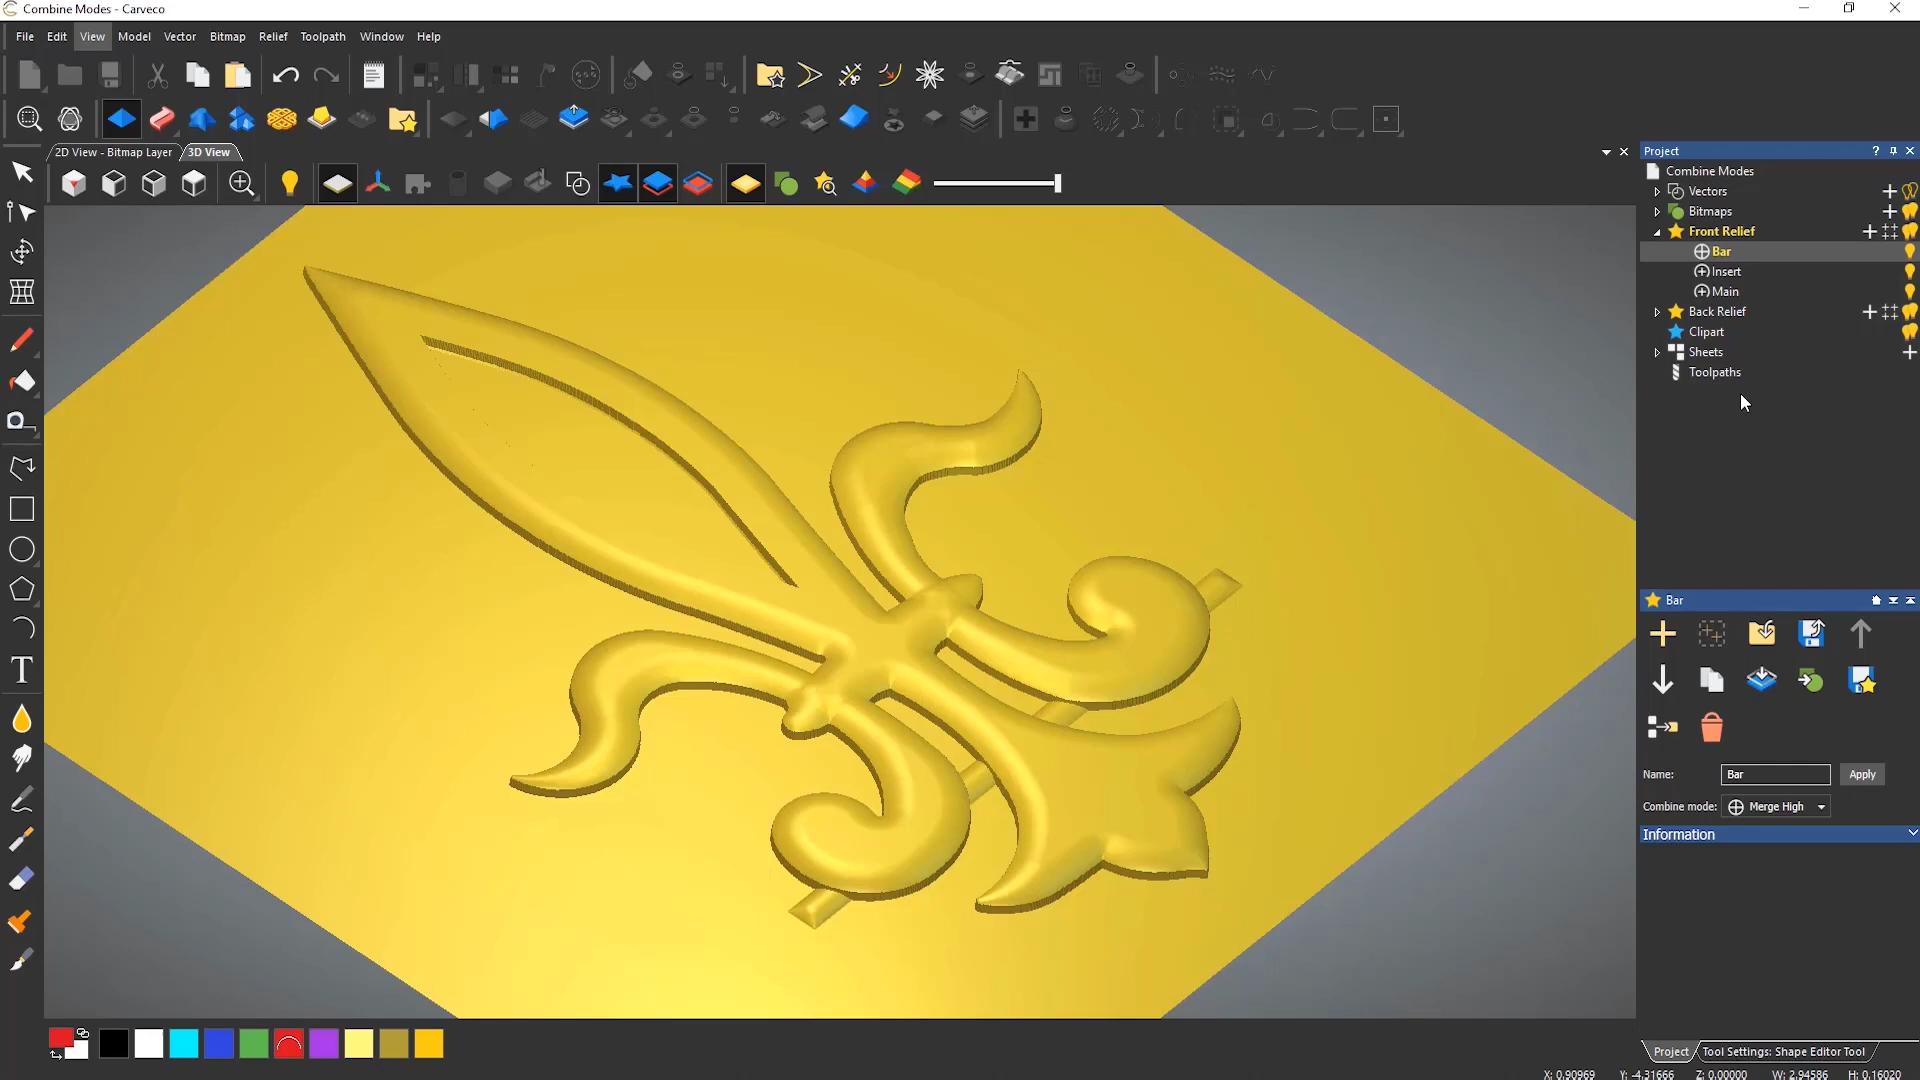 Combine Modes - Carveco
File Edit View Model Vector Bitmap Relief Toolpath Window Help
2D View - Bitmap Layer 3D View
Project
Combine Modes
Vectors
Bitmaps
Front Relief
Bar
Insert
Main
Back Relief
Clipart
Sheets
Toolpaths
Bar
Name: Bar Apply
Combine mode: Merge High
Information
T
Project Tool Settings: Shape Editor Tool
X: 0.90969 Y: -4.31666 Z: 0.00000 W: 2.94586 H: 0.16020